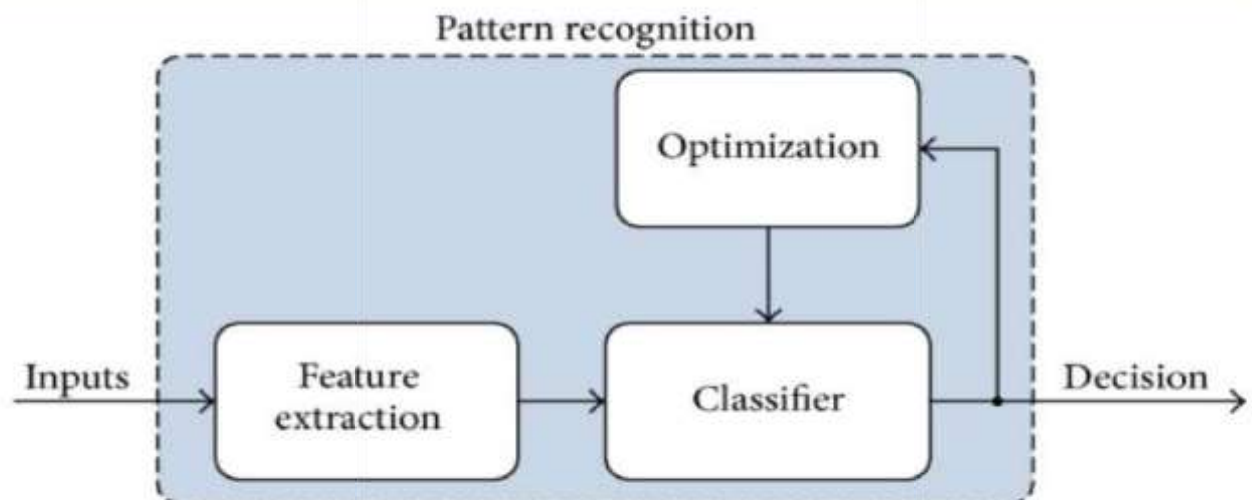 Pattern recognition
Optimization
Inputs
Feature
extraction
Classifier
Decision